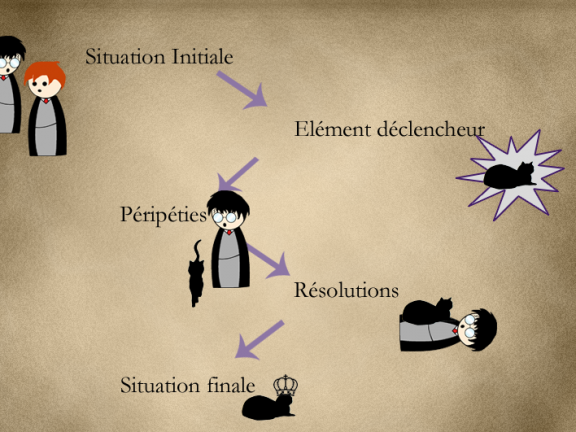 Situation Initiale
Elément déclencheur
Péripéties
Résolutions
Situation finale